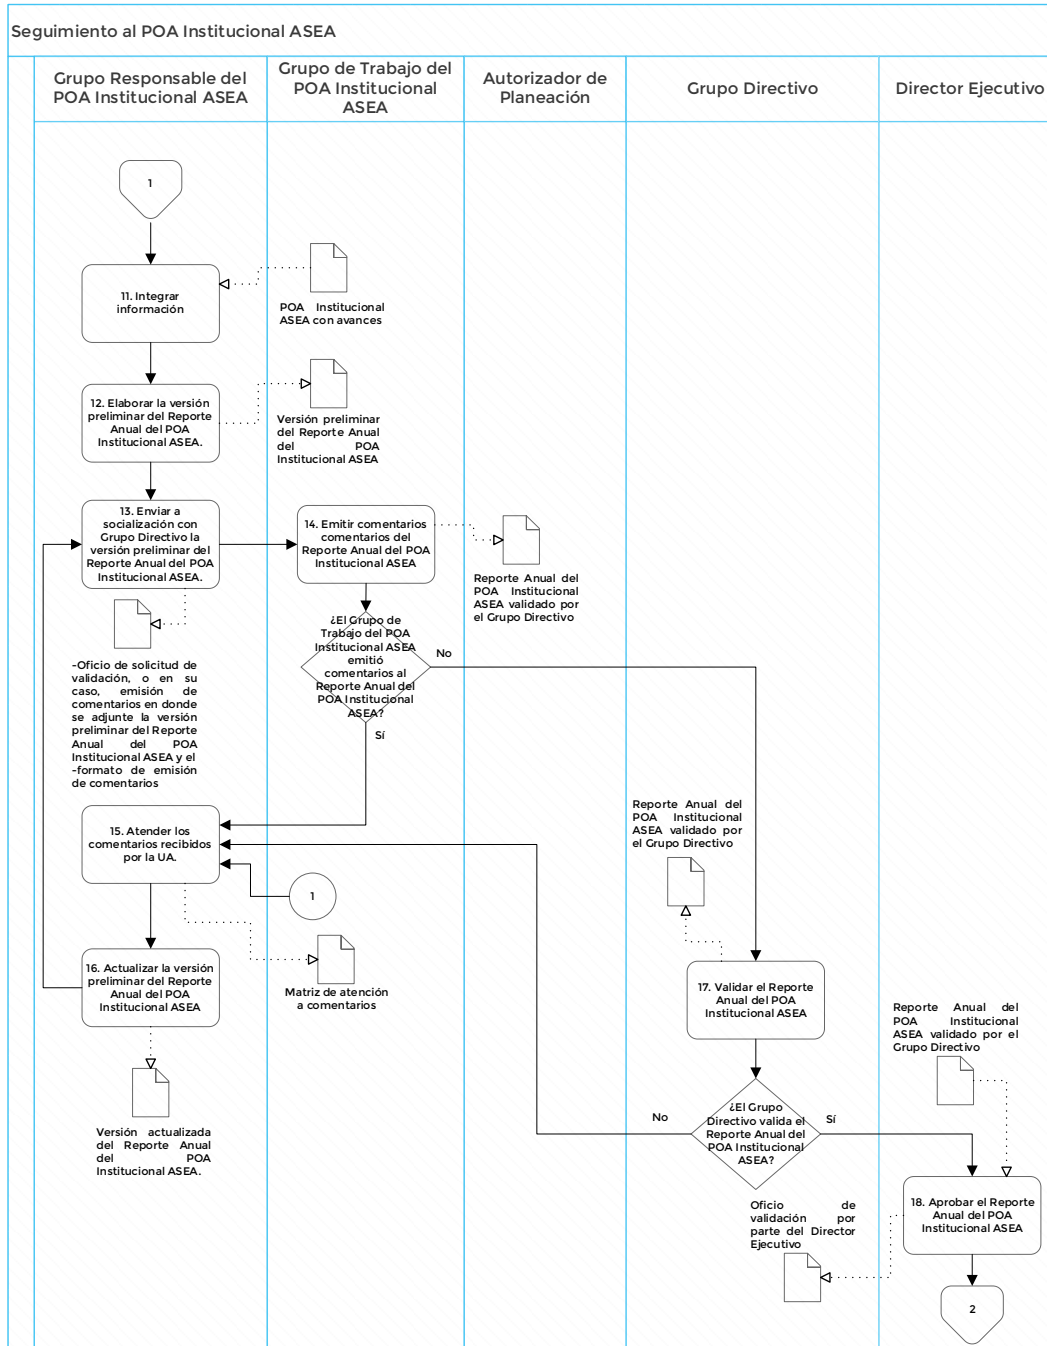 Seguimiento al POA Institucional ASEA
Grupo Responsable del
POA Institucional ASEA
Grupo de Trabajo del
POA Institucional
ASEA
Autorizador de
Planeación
Grupo Directivo
Director Ejecutivo
1
11. Integrar
información
POA Institucional
ASEA con avances
12. Elaborar la versión
preliminar del Reporte
Anual del POA
Institucional ASEA.
Versión preliminar
del Reporte Anual
del POA
Institucional ASEA
13. Enviar a
socialización con
Grupo Directivo la
versión preliminar del
Reporte Anual del POA
Institucional ASEA.
14. Emitir comentarios
comentarios del
Reporte Anual del POA
Institucional ASEA
Reporte Anual del
POA Institucional
ASEA validado por
el Grupo Directivo
-Oficio de solicitud de
validación, o en su
caso, emisión de
comentarios en donde
se adjunte la versión
preliminar del Reporte
Anual del POA
Institucional ASEA y el
-formato de emisión
de comentarios
¿El Grupo de
Trabajo del POA
Institucional ASEA
emitió
comentarios al
Reporte Anual del
POA Institucional
ASEA?
No
Sí
15. Atender los
comentarios recibidos
por la UA.
1
Matriz de atención
a comentarios
Reporte Anual del
POA Institucional
ASEA validado por
el Grupo Directivo
16. Actualizar la versión
preliminar del Reporte
Anual del POA
Institucional ASEA
Versión actualizada
del Reporte Anual
del POA
Institucional ASEA.
17. Validar el Reporte
Anual del POA
Institucional ASEA
Reporte Anual del
POA Institucional
ASEA validado por el
Grupo Directivo
¿El Grupo
Directivo valida el
Reporte Anual del
POA Institucional
ASEA?
No
Sí
18. Aprobar el Reporte
Anual del POA
Institucional ASEA
Oficio de
validación por
parte del Director
Ejecutivo
2